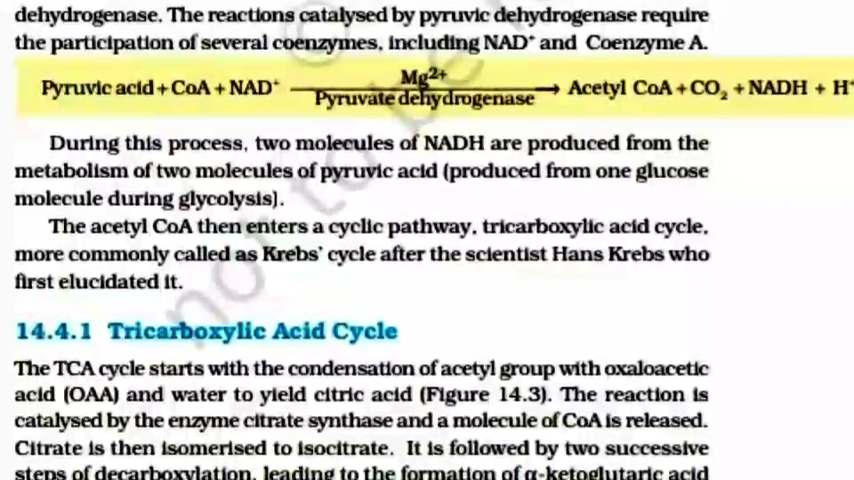 dehydrogenase. The reactions catalysed by pyruvic dehydrogenase require
the participation of several coenzymes, including NAD⁺ and Coenzyme A.
Pyruvic acid + CoA + NAD⁺ Mg²⁺ Pyruvate dehydrogenase → Acetyl CoA + CO₂ + NADH + H⁺
During this process, two molecules of NADH are produced from the
metabolism of two molecules of pyruvic acid (produced from one glucose
molecule during glycolysis).
The acetyl CoA then enters a cyclic pathway, tricarboxylic acid cycle,
more commonly called as Krebs' cycle after the scientist Hans Krebs who
first elucidated it.
14.4.1 Tricarboxylic Acid Cycle
The TCA cycle starts with the condensation of acetyl group with oxaloacetic
acid (OAA) and water to yield citric acid (Figure 14.3). The reaction is
catalysed by the enzyme citrate synthase and a molecule of CoA is released.
Citrate is then isomerised to isocitrate. It is followed by two successive
steps of decarboxylation, leading to the formation of α-ketoglutaric acid
not to be